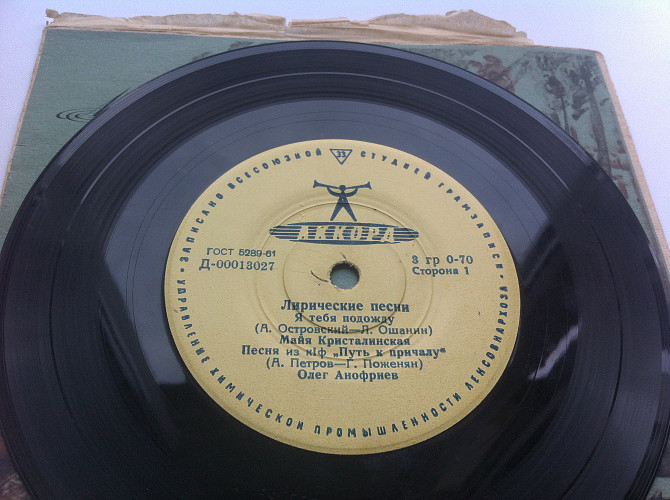 ЗАПИСАНО ВСЕСОЮЗНОЙ 33 СТУДИЕЙ ГРАМЗАПИСИ
АККОРД
ГОСТ 5289-61
Д-00013027
3 гр 0-70
Сторона 1
Лирические песни
Я тебя подожду
(А. Островский—Л. Ошанин)
Майя Кристалинская
Песня из к/ф „Путь к причалу“
(А. Петров—Г. Поженян)
Олег Анофриев
УПРАВЛЕНИЕ ХИМИЧЕСКОЙ ПРОМЫШЛЕННОСТИ ЛЕНСОВНАРХОЗА